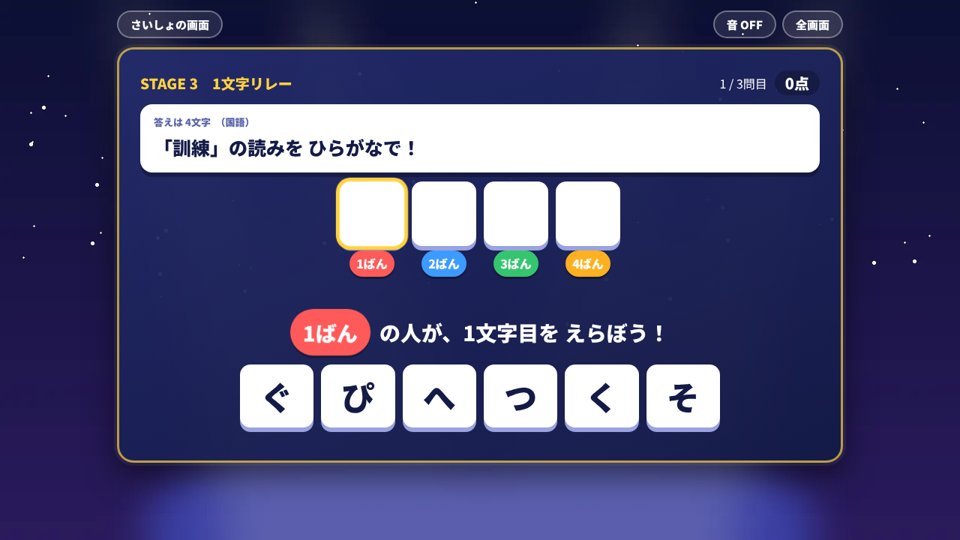 さいしょの画面
音 OFF
全画面
STAGE 3 1文字リレー
1 / 3問目
0点
答えは 4文字 （国語）
「訓練」の読みを ひらがなで！
1ばん
2ばん
3ばん
4ばん
1ばん の人が、1文字目を えらぼう！
ぐ ぴ へ つ く そ